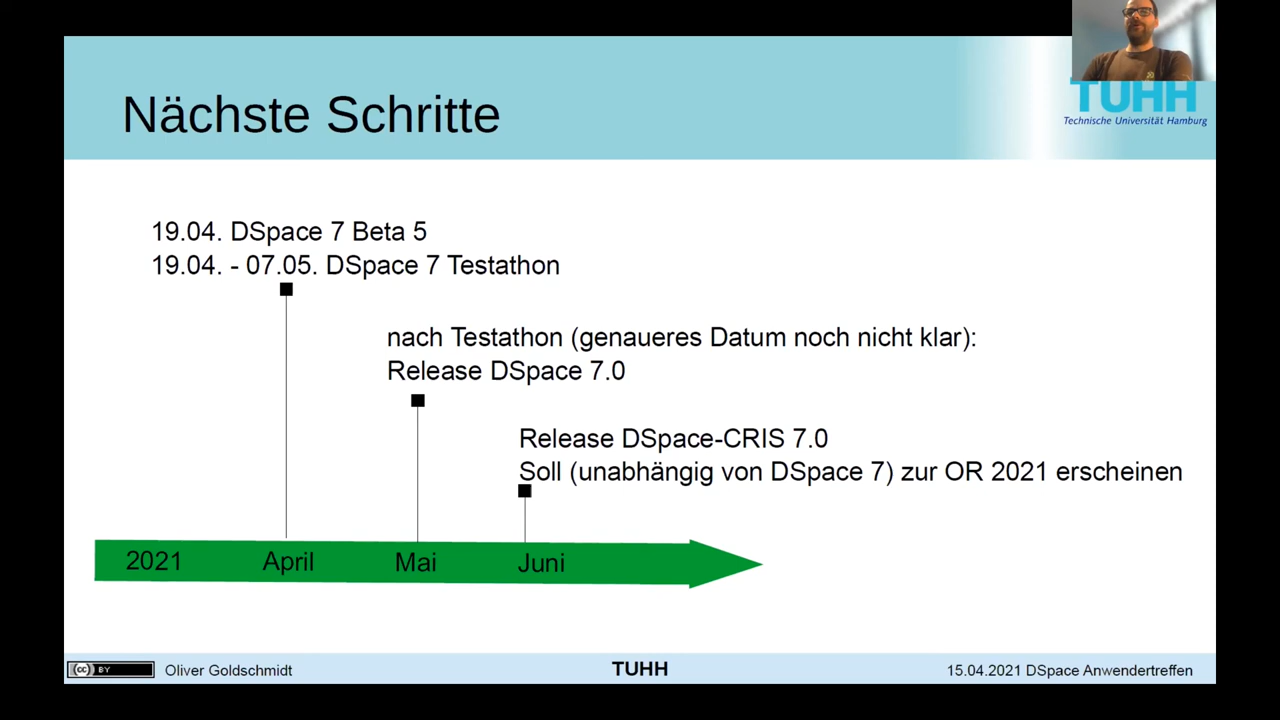 Nächste Schritte
TUHH
Technische Universität Hamburg
19.04. DSpace 7 Beta 5
19.04. - 07.05. DSpace 7 Testathon
nach Testathon (genaueres Datum noch nicht klar):
Release DSpace 7.0
Release DSpace-CRIS 7.0
Soll (unabhängig von DSpace 7) zur OR 2021 erscheinen
2021 April Mai Juni
cc BY Oliver Goldschmidt TUHH 15.04.2021 DSpace Anwendertreffen